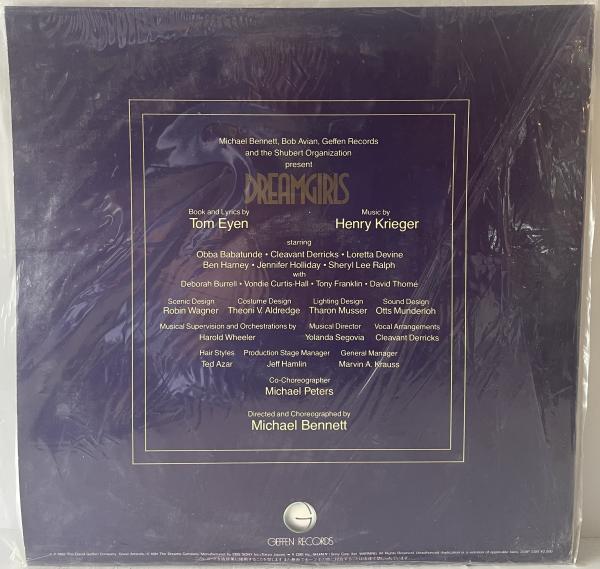 Michael Bennett, Bob Avian, Geffen Records
and the Shubert Organization
present
DREAMGIRLS
Book and Lyrics by Music by
Tom Eyen Henry Krieger
starring
Obba Babatunde • Cleavant Derricks • Loretta Devine
Ben Harney • Jennifer Holliday • Sheryl Lee Ralph
with
Deborah Burrell • Vondie Curtis-Hall • Tony Franklin • David Thomé
Scenic Design Costume Design Lighting Design Sound Design
Robin Wagner Theoni V. Aldredge Tharon Musser Otts Munderloh
Musical Supervision and Orchestrations by Musical Director Vocal Arrangements
Harold Wheeler Yolanda Segovia Cleavant Derricks
Hair Styles Production Stage Manager General Manager
Ted Azar Jeff Hamlin Marvin A. Krauss
Co-Choreographer
Michael Peters
Directed and Choreographed by
Michael Bennett
GEFFEN RECORDS